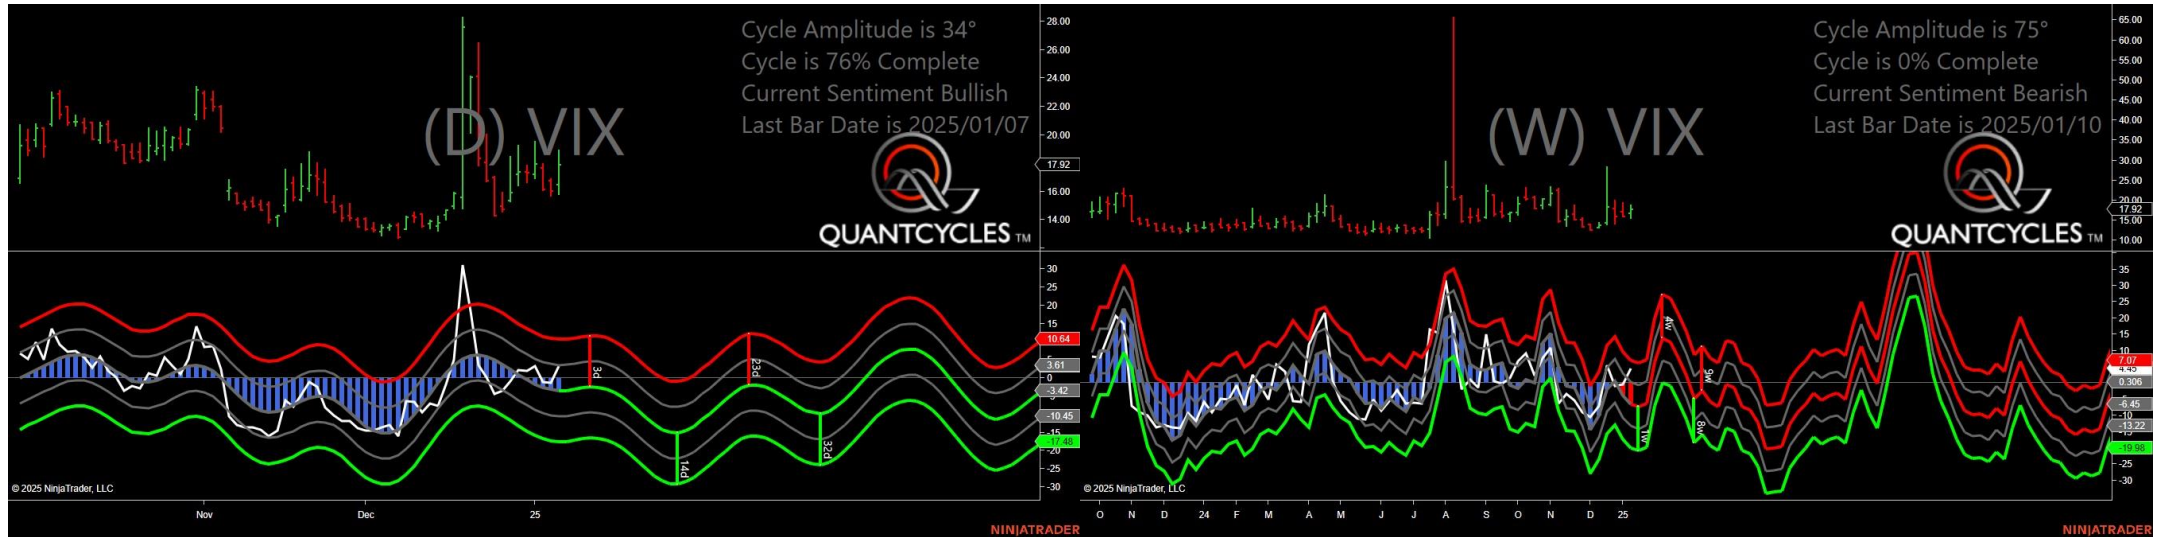 Cycle Amplitude is 34°
Cycle is 76% Complete
Current Sentiment Bullish
Last Bar Date is 2025/01/07
(D) VIX
QUANTCYCLES TM
28.00
26.00
24.00
22.00
20.00
17.92
16.00
14.00
30
25
20
15
10.64
5
3.61
0
-3.42
-10.45
-15
-17.48
-20
-25
-30
3d
14d
23d
32d
© 2025 NinjaTrader, LLC
Nov
Dec
25
NINJATRADER
Cycle Amplitude is 75°
Cycle is 0% Complete
Current Sentiment Bearish
Last Bar Date is 2025/01/10
(W) VIX
QUANTCYCLES TM
65.00
60.00
55.00
50.00
45.00
40.00
35.00
30.00
25.00
20.00
17.92
15.00
10.00
35
30
25
20
15
10
7.07
4.45
0.306
-6.45
-10
-13.22
-19.98
-25
-30
1w
4w
8w
9w
© 2025 NinjaTrader, LLC
O N D 24 F M A M J J A S O N D 25
NINJATRADER